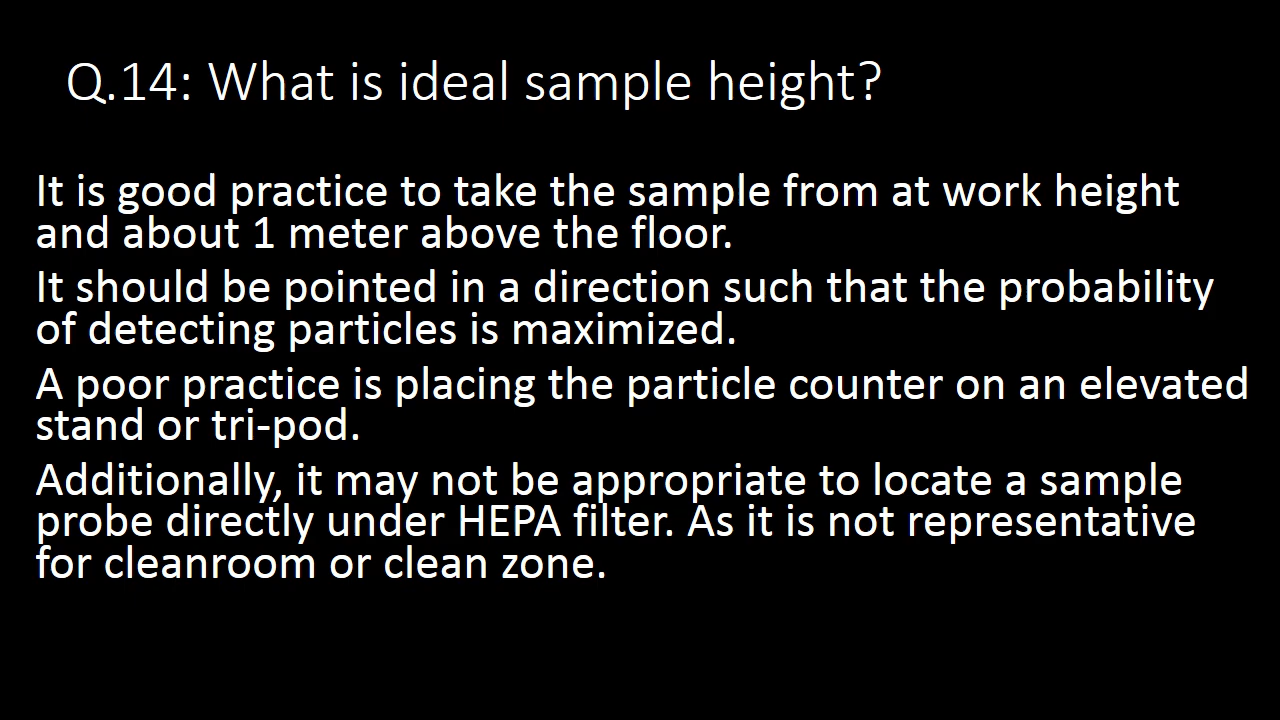 Q.14: What is ideal sample height?
It is good practice to take the sample from at work height
and about 1 meter above the floor.
It should be pointed in a direction such that the probability
of detecting particles is maximized.
A poor practice is placing the particle counter on an elevated
stand or tri-pod.
Additionally, it may not be appropriate to locate a sample
probe directly under HEPA filter. As it is not representative
for cleanroom or clean zone.